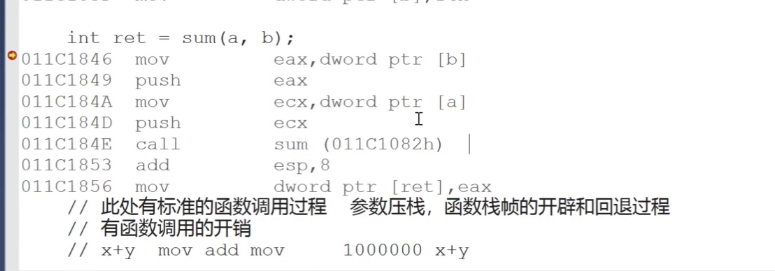 int ret = sum(a, b);
011C1846 mov eax,dword ptr [b]
011C1849 push eax
011C184A mov ecx,dword ptr [a]
011C184D push ecx
011C184E call sum (011C1082h)
011C1853 add esp,8
011C1856 mov dword ptr [ret],eax
// 此处有标准的函数调用过程 参数压栈，函数栈帧的开辟和回退过程
// 有函数调用的开销
// x+y mov add mov 1000000 x+y